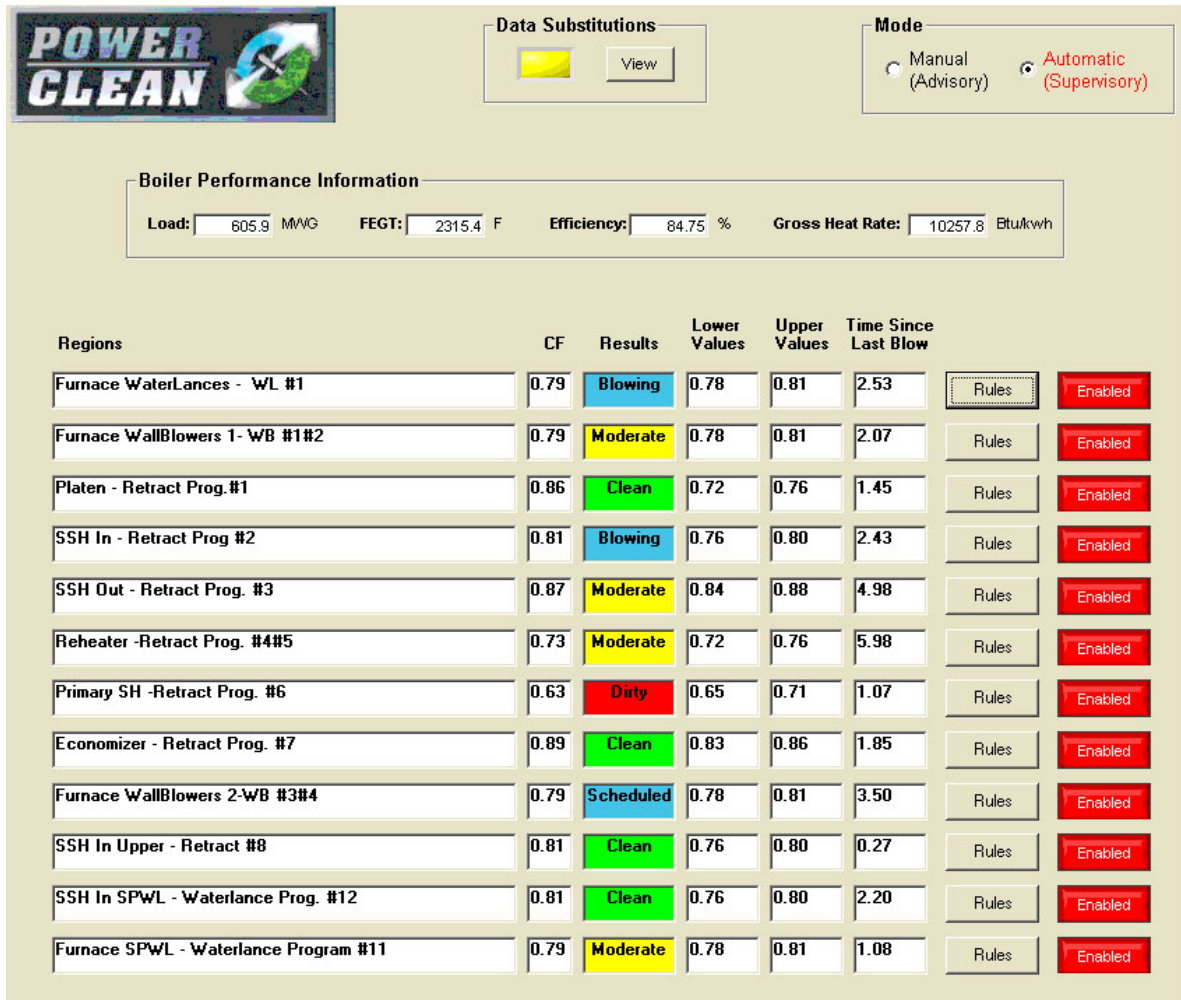 POWER
CLEAN
Data Substitutions
View
Mode
Manual
(Advisory)
Automatic
(Supervisory)
Boiler Performance Information
Load: 605.9 MWG FEGT: 2315.4 F Efficiency: 84.75 % Gross Heat Rate: 10257.8 Btu/kwh
Regions CF Results Lower Values Upper Values Time Since Last Blow
Furnace WaterLances - WL #1 0.79 Blowing 0.78 0.81 2.53 Rules Enabled
Furnace WallBlowers 1- WB #1#2 0.79 Moderate 0.78 0.81 2.07 Rules Enabled
Platen - Retract Prog.#1 0.86 Clean 0.72 0.76 1.45 Rules Enabled
SSH In - Retract Prog #2 0.81 Blowing 0.76 0.80 2.43 Rules Enabled
SSH Out - Retract Prog. #3 0.87 Moderate 0.84 0.88 4.98 Rules Enabled
Reheater -Retract Prog. #4#5 0.73 Moderate 0.72 0.76 5.98 Rules Enabled
Primary SH -Retract Prog. #6 0.63 Dirty 0.65 0.71 1.07 Rules Enabled
Economizer - Retract Prog. #7 0.89 Clean 0.83 0.86 1.85 Rules Enabled
Furnace WallBlowers 2-WB #3#4 0.79 Scheduled 0.78 0.81 3.50 Rules Enabled
SSH In Upper - Retract #8 0.81 Clean 0.76 0.80 0.27 Rules Enabled
SSH In SPWL - Waterlance Prog. #12 0.81 Clean 0.76 0.80 2.20 Rules Enabled
Furnace SPWL - Waterlance Program #11 0.79 Moderate 0.78 0.81 1.08 Rules Enabled